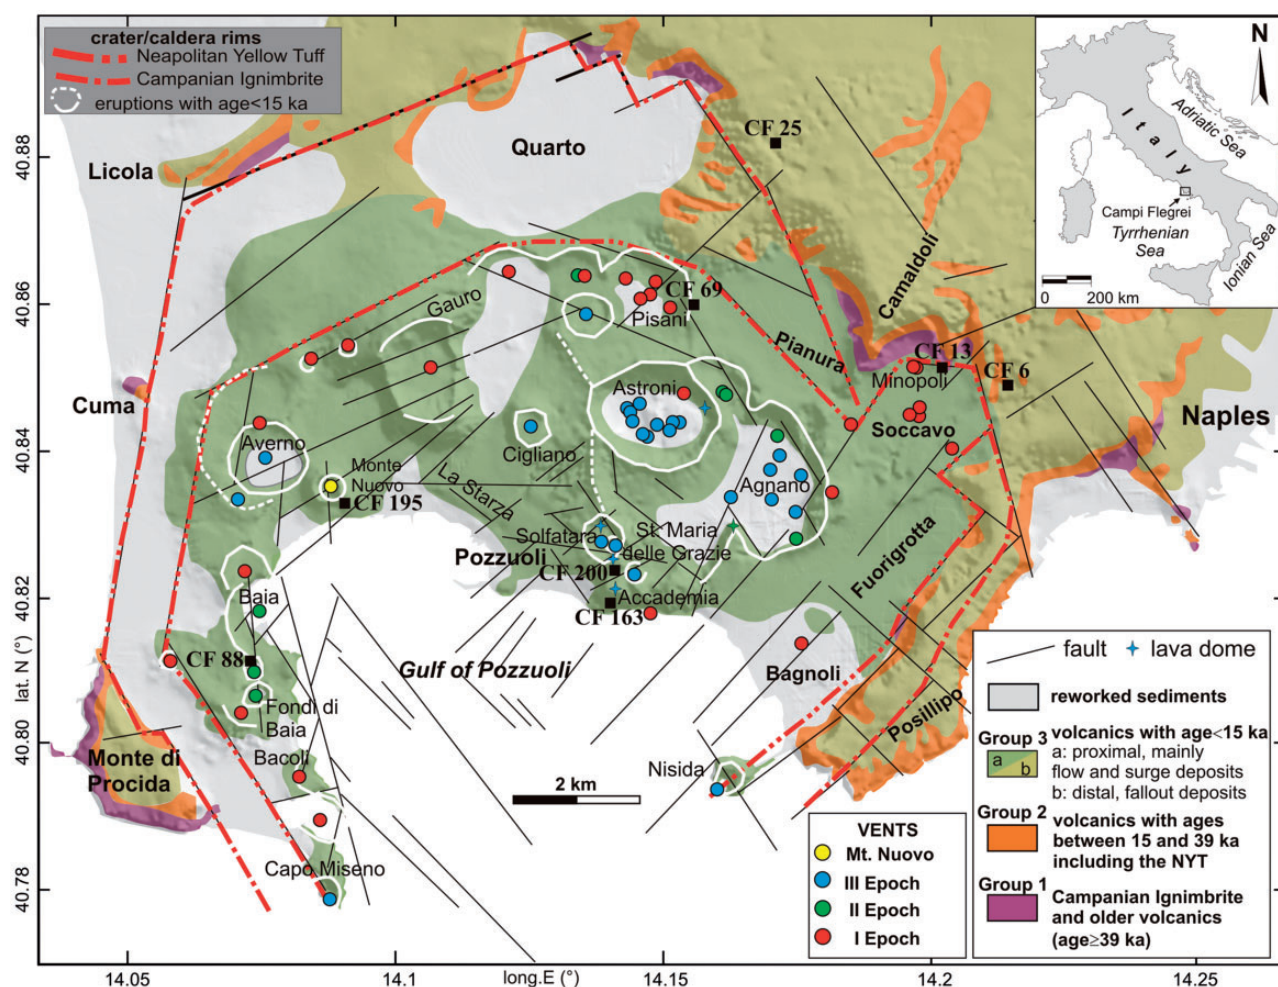 crater/caldera rims
Neapolitan Yellow Tuff
Campanian Ignimbrite
eruptions with age<15 ka
N
Italy
Adriatic Sea
Campi Flegrei
Tyrrhenian
Sea
Ionian Sea
0 200 km
40.88
40.86
40.84
40.82
40.80
40.78
lat. N (°)
Licola
Quarto
CF 25
Camaldoli
Cuma
Gauro
CF 69
Pisani
Pianura
CF 13
Minopoli
CF 6
Naples
Astroni
Soccavo
Averno
Cigliano
Monte
Nuovo
CF 195
La Starza
Agnano
Solfatara
St. Maria
delle Grazie
Pozzuoli
CF 200
Accademia
CF 163
Fuorigrotta
Baia
CF 88
Gulf of Pozzuoli
Bagnoli
Posillipo
Fondi di
Baia
Monte di
Procida
Bacoli
Nisida
2 km
Capo Miseno
VENTS
Mt. Nuovo
III Epoch
II Epoch
I Epoch
fault
lava dome
reworked sediments
Group 3
a
b
volcanics with age<15 ka
a: proximal, mainly
flow and surge deposits
b: distal, fallout deposits
Group 2
volcanics with ages
between 15 and 39 ka
including the NYT
Group 1
Campanian Ignimbrite
and older volcanics
(age≥39 ka)
14.05
14.1
long.E (°)
14.15
14.2
14.25